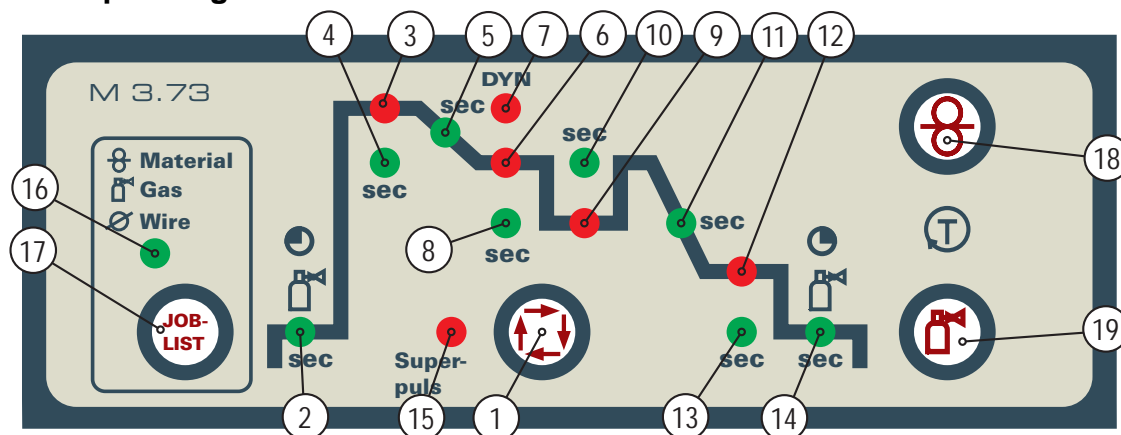 4 3 5 7 6 10 9 11 12
M 3.73
DYN
sec
sec
Material
Gas
Wire
16
17
sec
sec
8
sec
18
T
JOB-
LIST
sec
Super-
puls
sec
sec
19
2 15 1 13 14